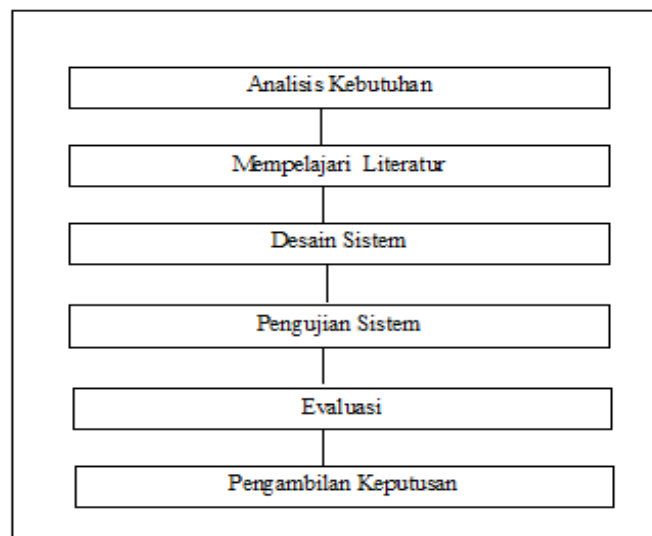 Analisis Kebutuhan
Mempelajari Literatur
Desain Sistem
Pengujian Sistem
Evaluasi
Pengambilan Keputusan